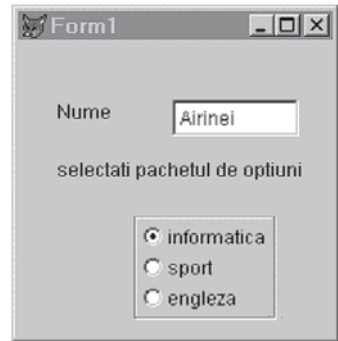 Form1
Nume Airinei
selectati pachetul de optiuni
informatica
sport
engleza